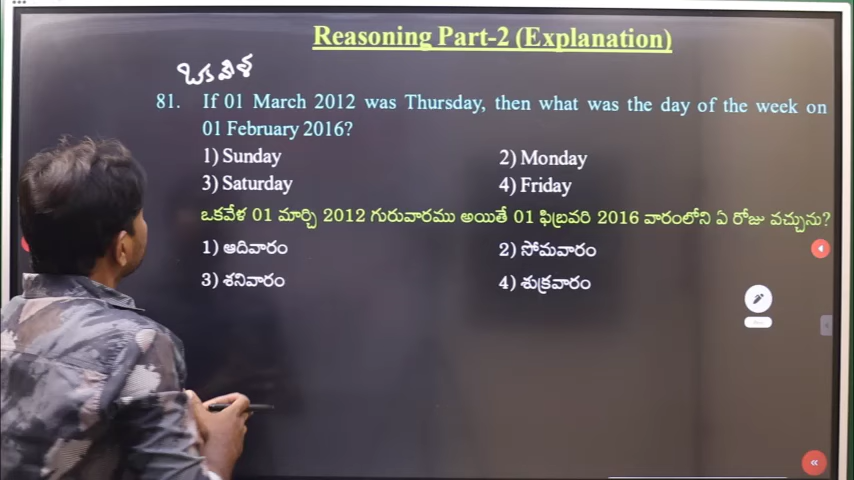 Reasoning Part-2 (Explanation)
ఒకవేళ
81. If 01 March 2012 was Thursday, then what was the day of the week on
01 February 2016?
1) Sunday 2) Monday
3) Saturday 4) Friday
ఒకవేళ 01 మార్చి 2012 గురువారము అయితే 01 ఫిబ్రవరి 2016 వారంలోని ఏ రోజు వచ్చును?
1) ఆదివారం 2) సోమవారం
3) శనివారం 4) శుక్రవారం